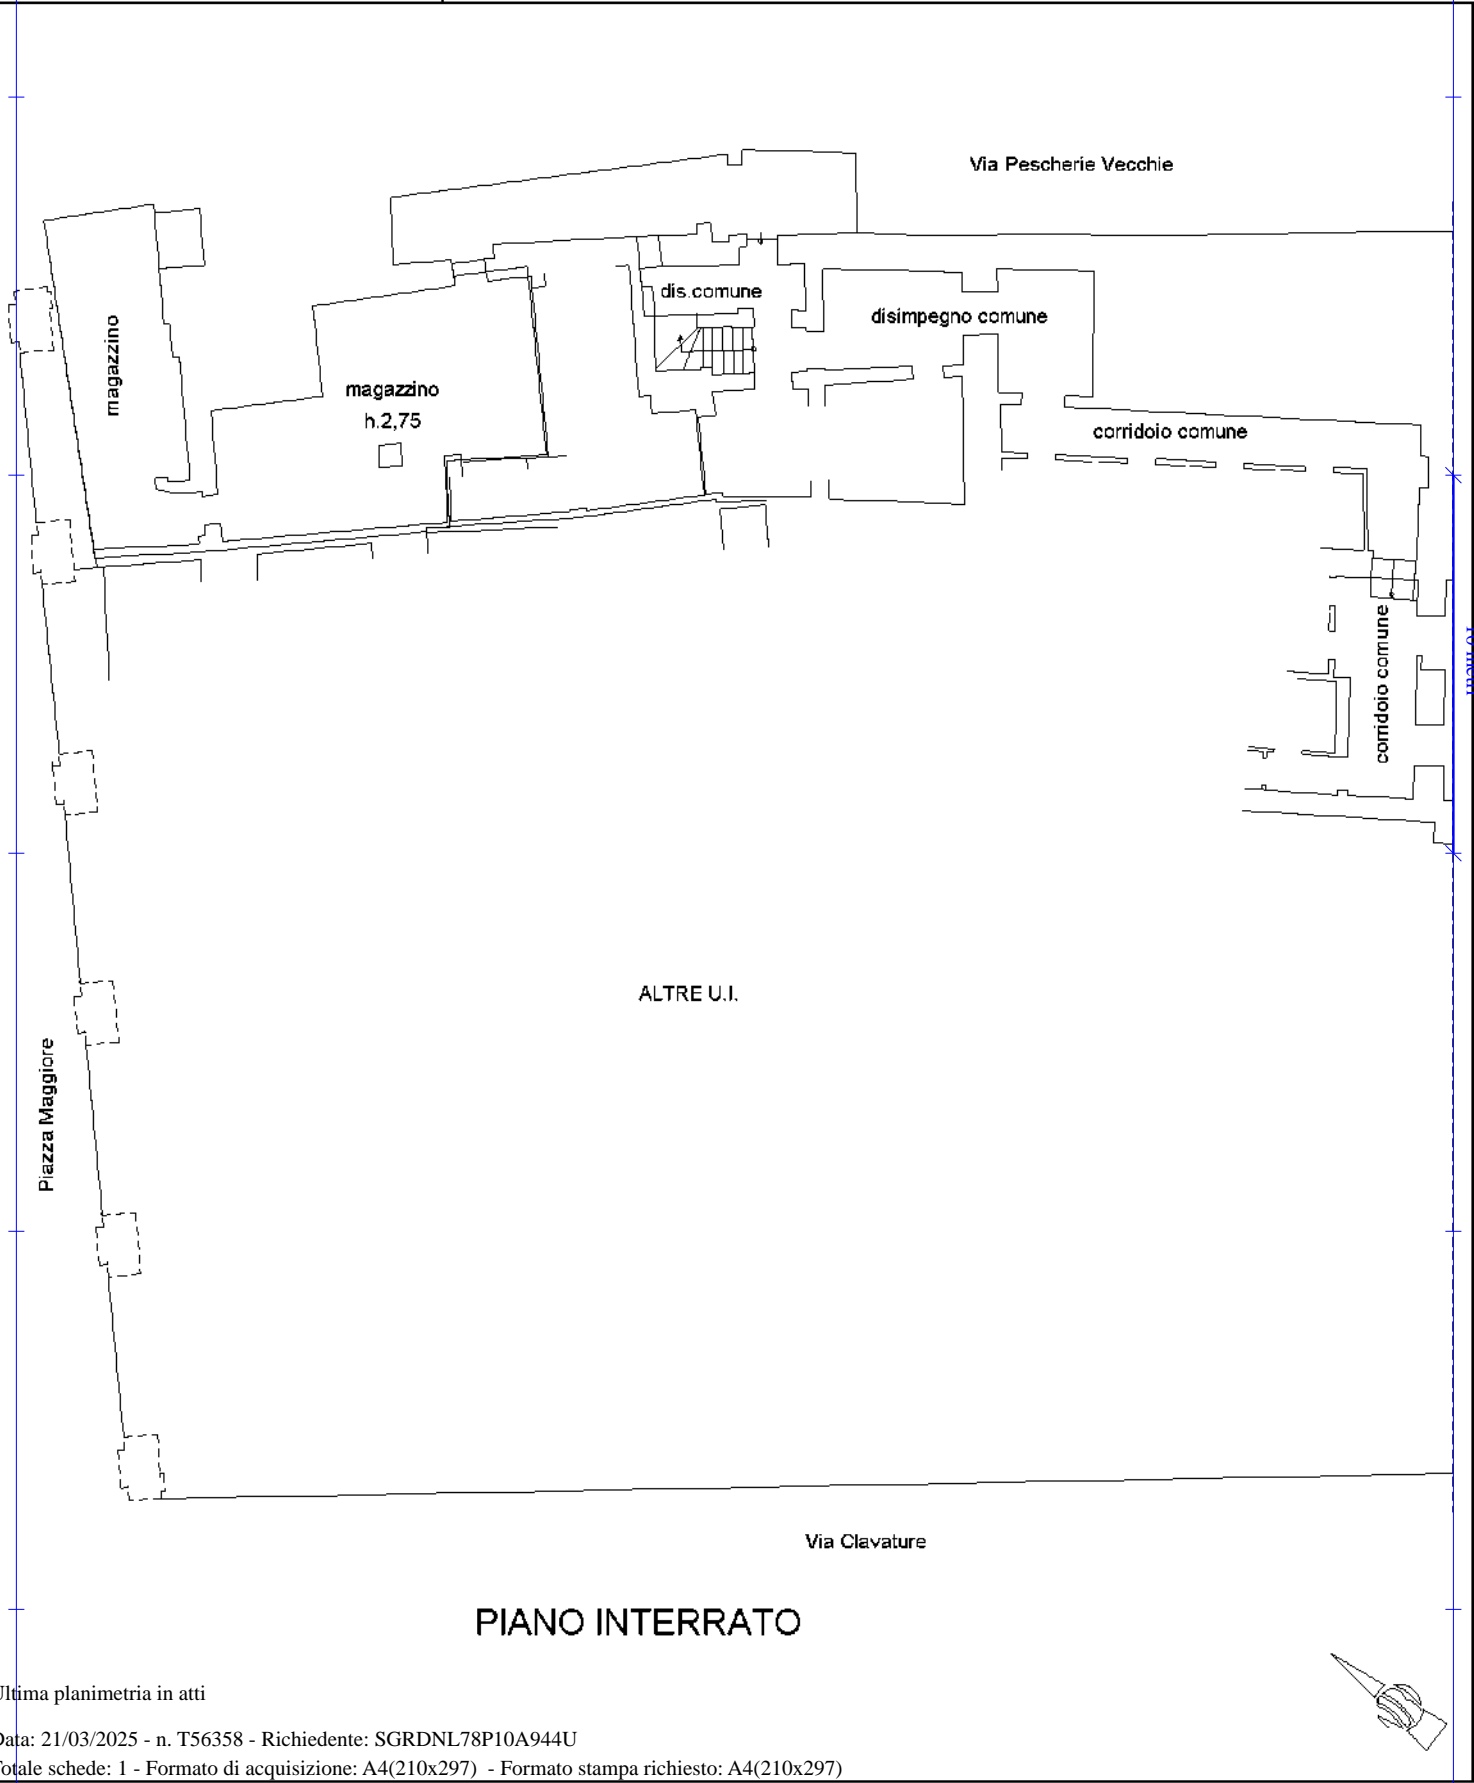 Via Pescherie Vecchie
dis.comune
disimpegno comune
magazzino
magazzino
h.2,75
corridoio comune
corridoio comune
ALTRE U.I.
Piazza Maggiore
Via Clavature
PIANO INTERRATO
Ultima planimetria in atti
Data: 21/03/2025 - n. T56358 - Richiedente: SGRDNL78P10A944U
Totale schede: 1 - Formato di acquisizione: A4(210x297) - Formato stampa richiesto: A4(210x297)